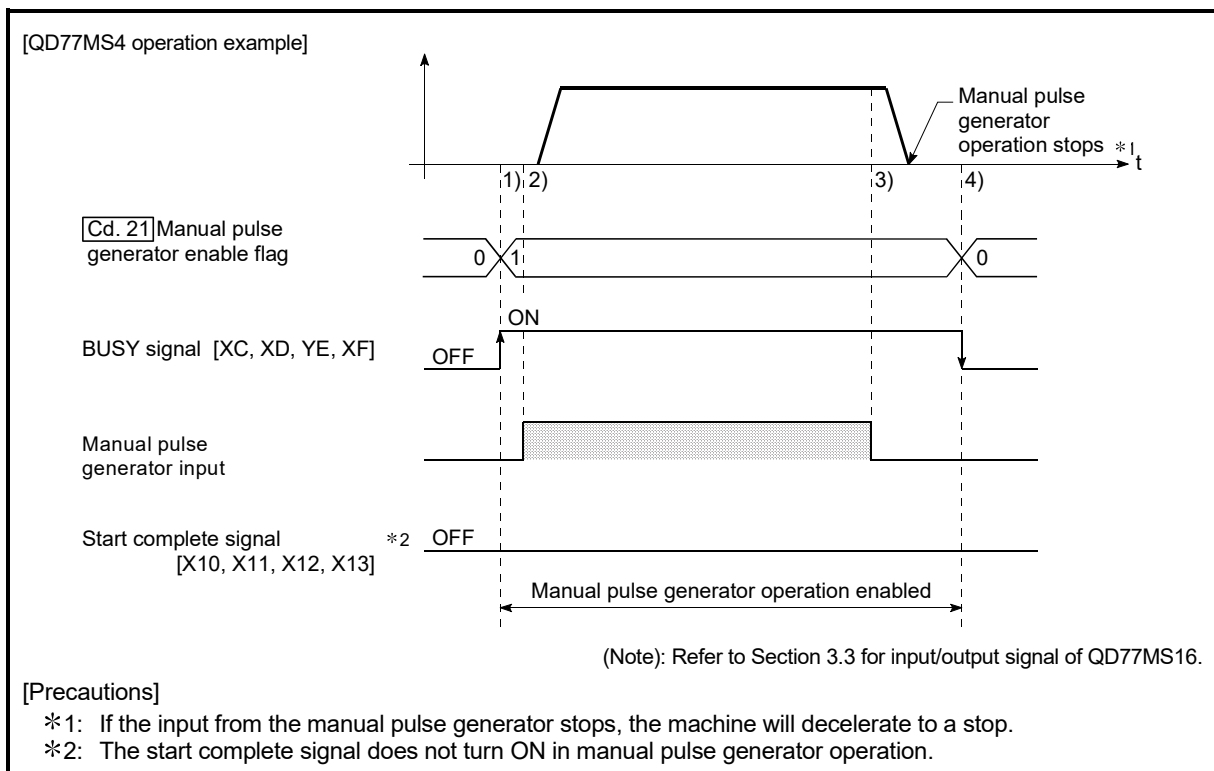 [QD77MS4 operation example]
Manual pulse
generator
operation stops *1
t
1) 2) 3) 4)
Cd. 21 Manual pulse
generator enable flag
0 1 0
ON
BUSY signal [XC, XD, YE, XF]
OFF
Manual pulse
generator input
Start complete signal *2 OFF
[X10, X11, X12, X13]
Manual pulse generator operation enabled
(Note): Refer to Section 3.3 for input/output signal of QD77MS16.
[Precautions]
*1: If the input from the manual pulse generator stops, the machine will decelerate to a stop.
*2: The start complete signal does not turn ON in manual pulse generator operation.